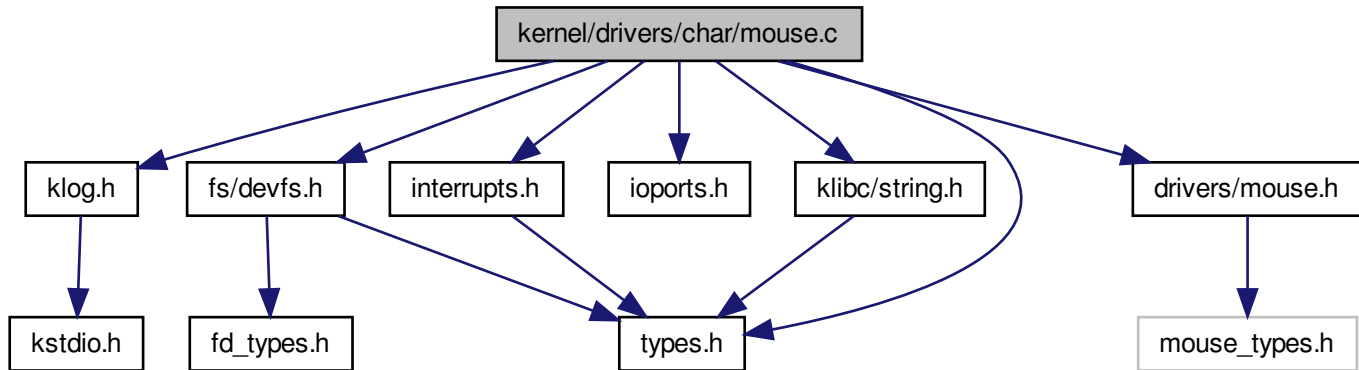 kernel/drivers/char/mouse.c
klog.h
fs/devfs.h
interrupts.h
ioports.h
klibc/string.h
drivers/mouse.h
kstdio.h
fd_types.h
types.h
mouse_types.h